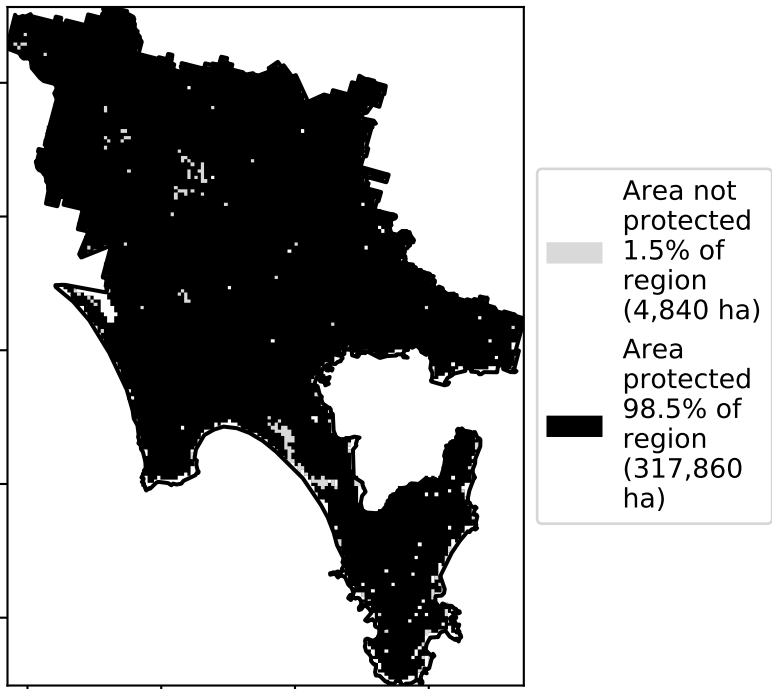 Area not
protected
1.5% of
region
(4,840 ha)
Area
protected
98.5% of
region
(317,860
ha)